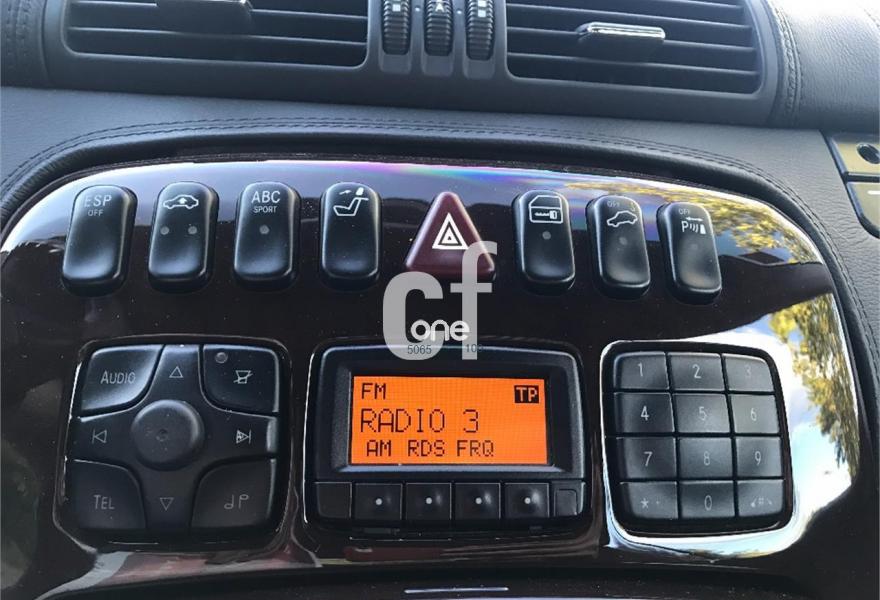 ESP
OFF
ABC
SPORT
OFF
OFF
P
cf
one
5065
AUDIO
TEL
FM
TP
RADIO 3
AM RDS FRQ
1 2 3
4 5 6
7 8 9
* 0 #